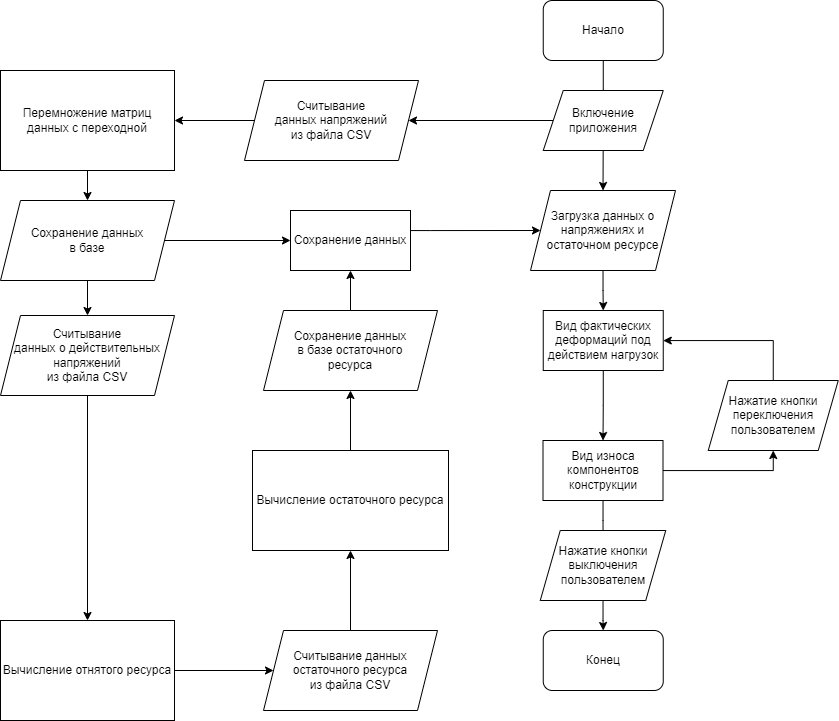 Начало
Включение
приложения
Считывание
данных напряжений
из файла CSV
Перемножение матриц
данных с переходной
Сохранение данных
в базе
Сохранение данных
Загрузка данных о
напряжениях и
остаточном ресурсе
Считывание
данных о действительных
напряжений
из файла CSV
Сохранение данных
в базе остаточного
ресурса
Вид фактических
деформаций под
действием нагрузок
Нажатие кнопки
переключения
пользователем
Вычисление остаточного ресурса
Вид износа
компонентов
конструкции
Нажатие кнопки
выключения
пользователем
Вычисление отнятого ресурса
Считывание данных
остаточного ресурса
из файла CSV
Конец